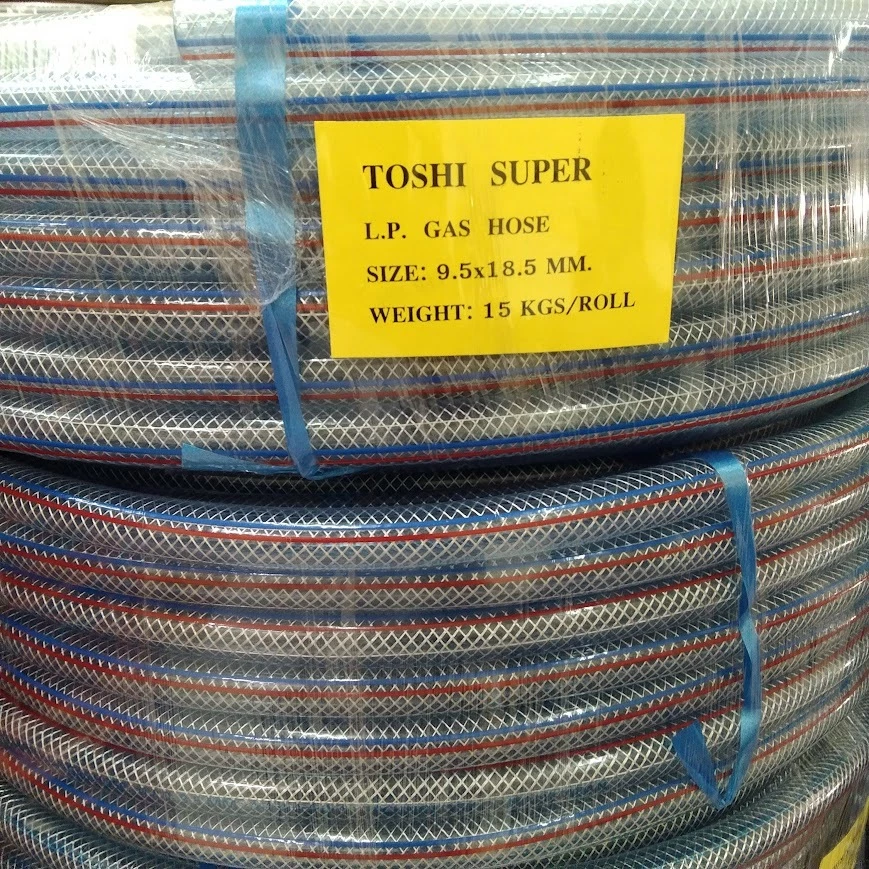 TOSHI SUPER
L.P. GAS HOSE
SIZE: 9.5x18.5 MM.
WEIGHT: 15 KGS/ROLL